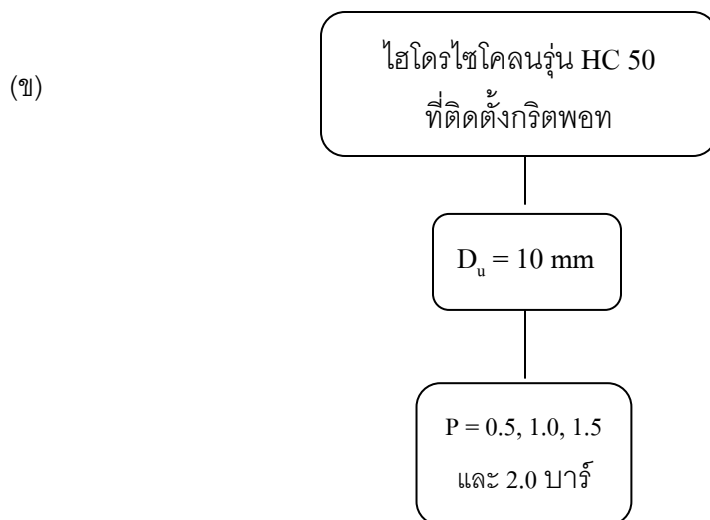 (ข)
ไฮโดรไซโคลนรุ่น HC 50
ที่ติดตั้งกริตพอท
Du = 10 mm
P = 0.5, 1.0, 1.5
และ 2.0 บาร์